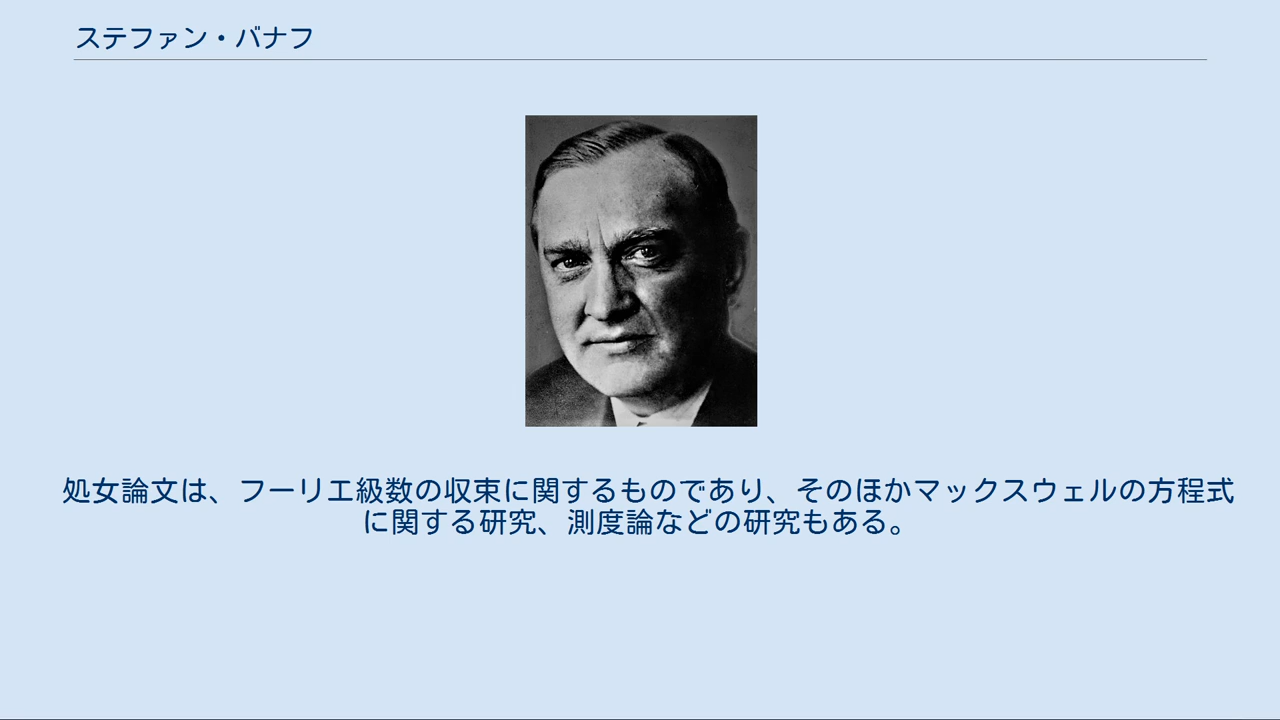 ステファン・バナフ
処女論文は、フーリエ級数の収束に関するものであり、そのほかマックスウェルの方程式
に関する研究、測度論などの研究もある。